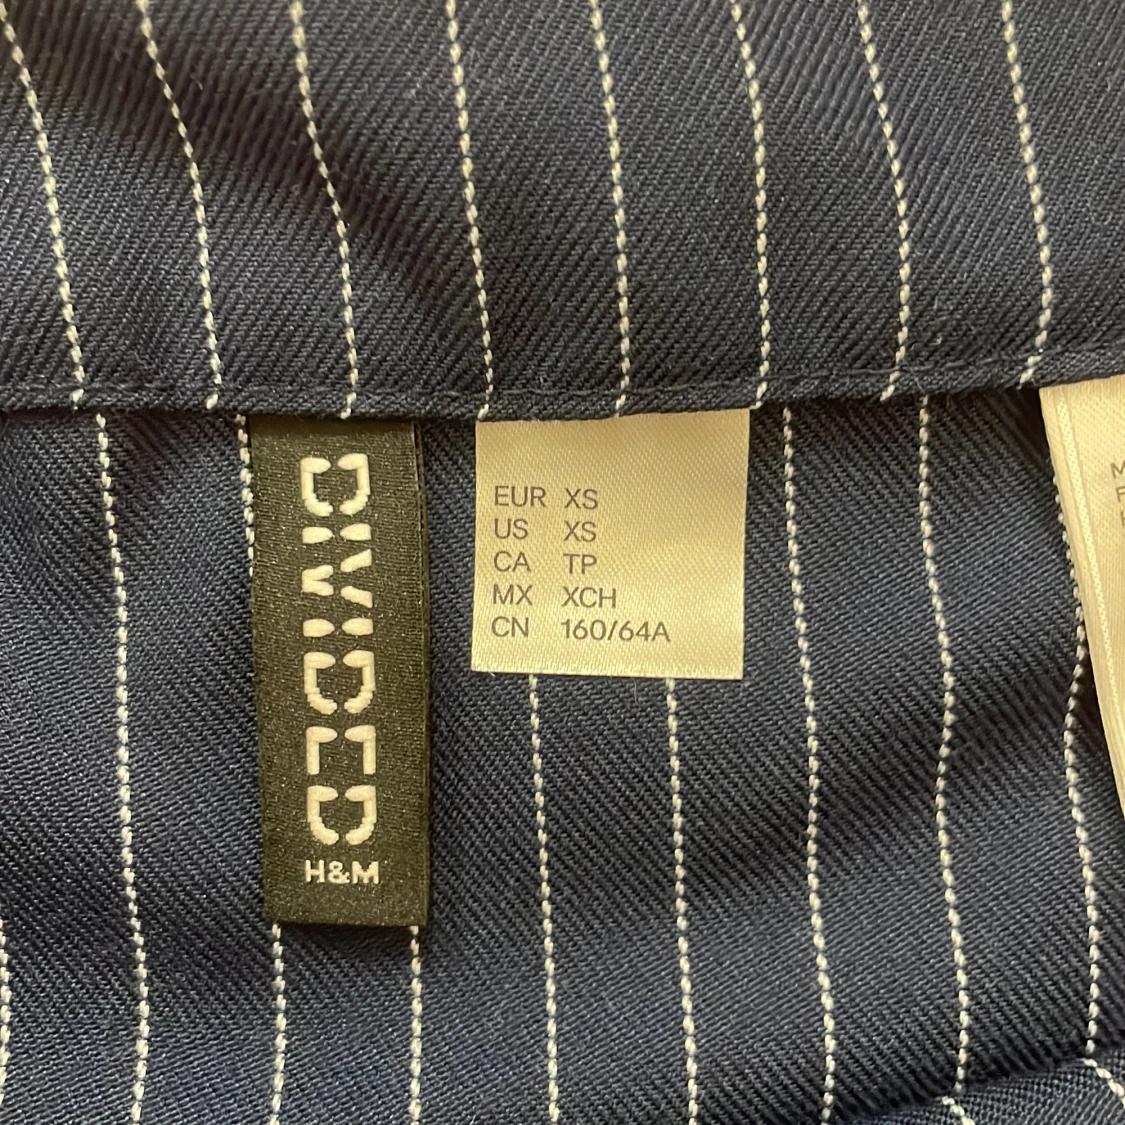 DIVIDED
H&M
EUR XS
US XS
CA TP
MX XCH
CN 160/64A